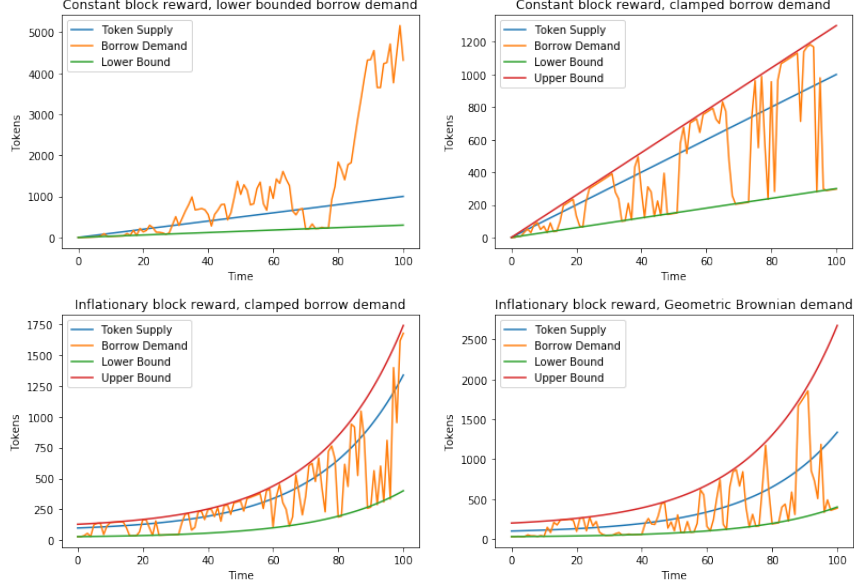 Constant block reward, lower bounded borrow demand
5000
4000
3000
2000
1000
0
Tokens
Token Supply
Borrow Demand
Lower Bound
0 20 40 60 80 100
Time
Constant block reward, clamped borrow demand
1200
1000
800
600
400
200
0
Tokens
Token Supply
Borrow Demand
Lower Bound
Upper Bound
0 20 40 60 80 100
Time
Inflationary block reward, clamped borrow demand
1750
1500
1250
1000
750
500
250
0
Tokens
Token Supply
Borrow Demand
Lower Bound
Upper Bound
0 20 40 60 80 100
Time
Inflationary block reward, Geometric Brownian demand
2500
2000
1500
1000
500
0
Tokens
Token Supply
Borrow Demand
Lower Bound
Upper Bound
0 20 40 60 80 100
Time